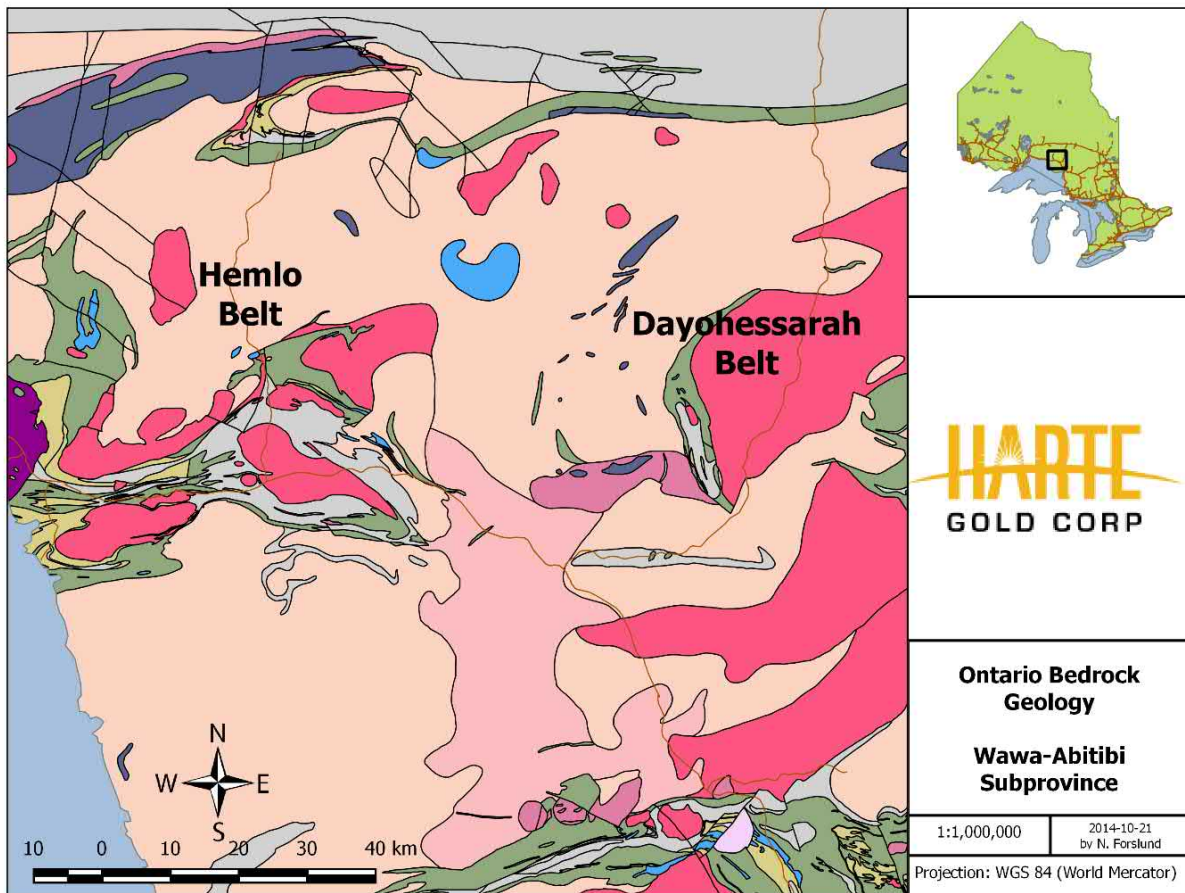 Hemlo
Belt
Dayohessarah
Belt
N
W E
S
10 0 10 20 30 40 km
HARTE
GOLD CORP
Ontario Bedrock
Geology
Wawa-Abitibi
Subprovince
1:1,000,000
2014-10-21
by N. Forslund
Projection: WGS 84 (World Mercator)